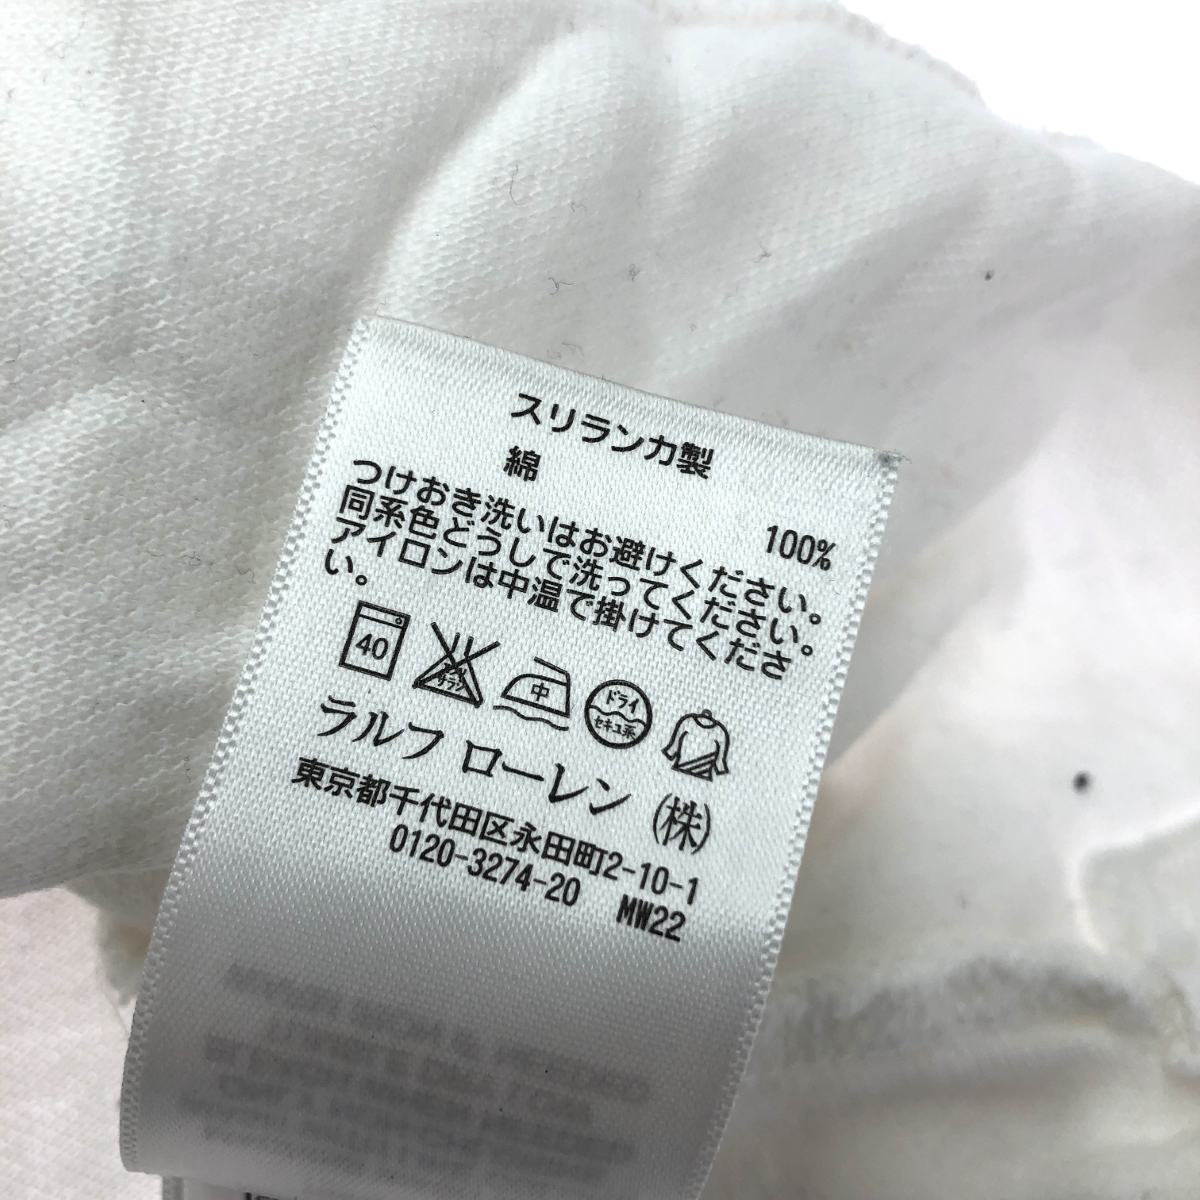 スリランカ製
綿 100%
つけおき洗いはお避けください。
同系色どうしで洗ってください。
アイロンは中温で掛けてくださ
い。
40 中 ドライ セキユ系
ラルフ ローレン (株)
東京都千代田区永田町2-10-1
0120-3274-20 MW22